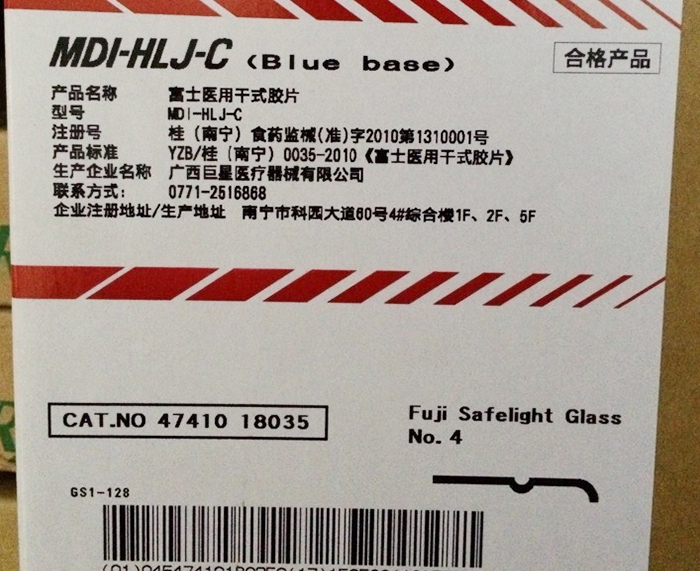 MDI-HLJ-C (Blue base)
合格产品
产品名称 富士医用干式胶片
型号 MDI-HLJ-C
注册号 桂(南宁)食药监械(准)字2010第1310001号
产品标准 YZB/桂(南宁)0035-2010《富士医用干式胶片》
生产企业名称 广西巨星医疗器械有限公司
联系方式: 0771-2516868
企业注册地址/生产地址 南宁市科园大道60号4#综合楼1F、2F、5F
CAT.NO 47410 18035
Fuji Safelight Glass
No. 4
GS1-128